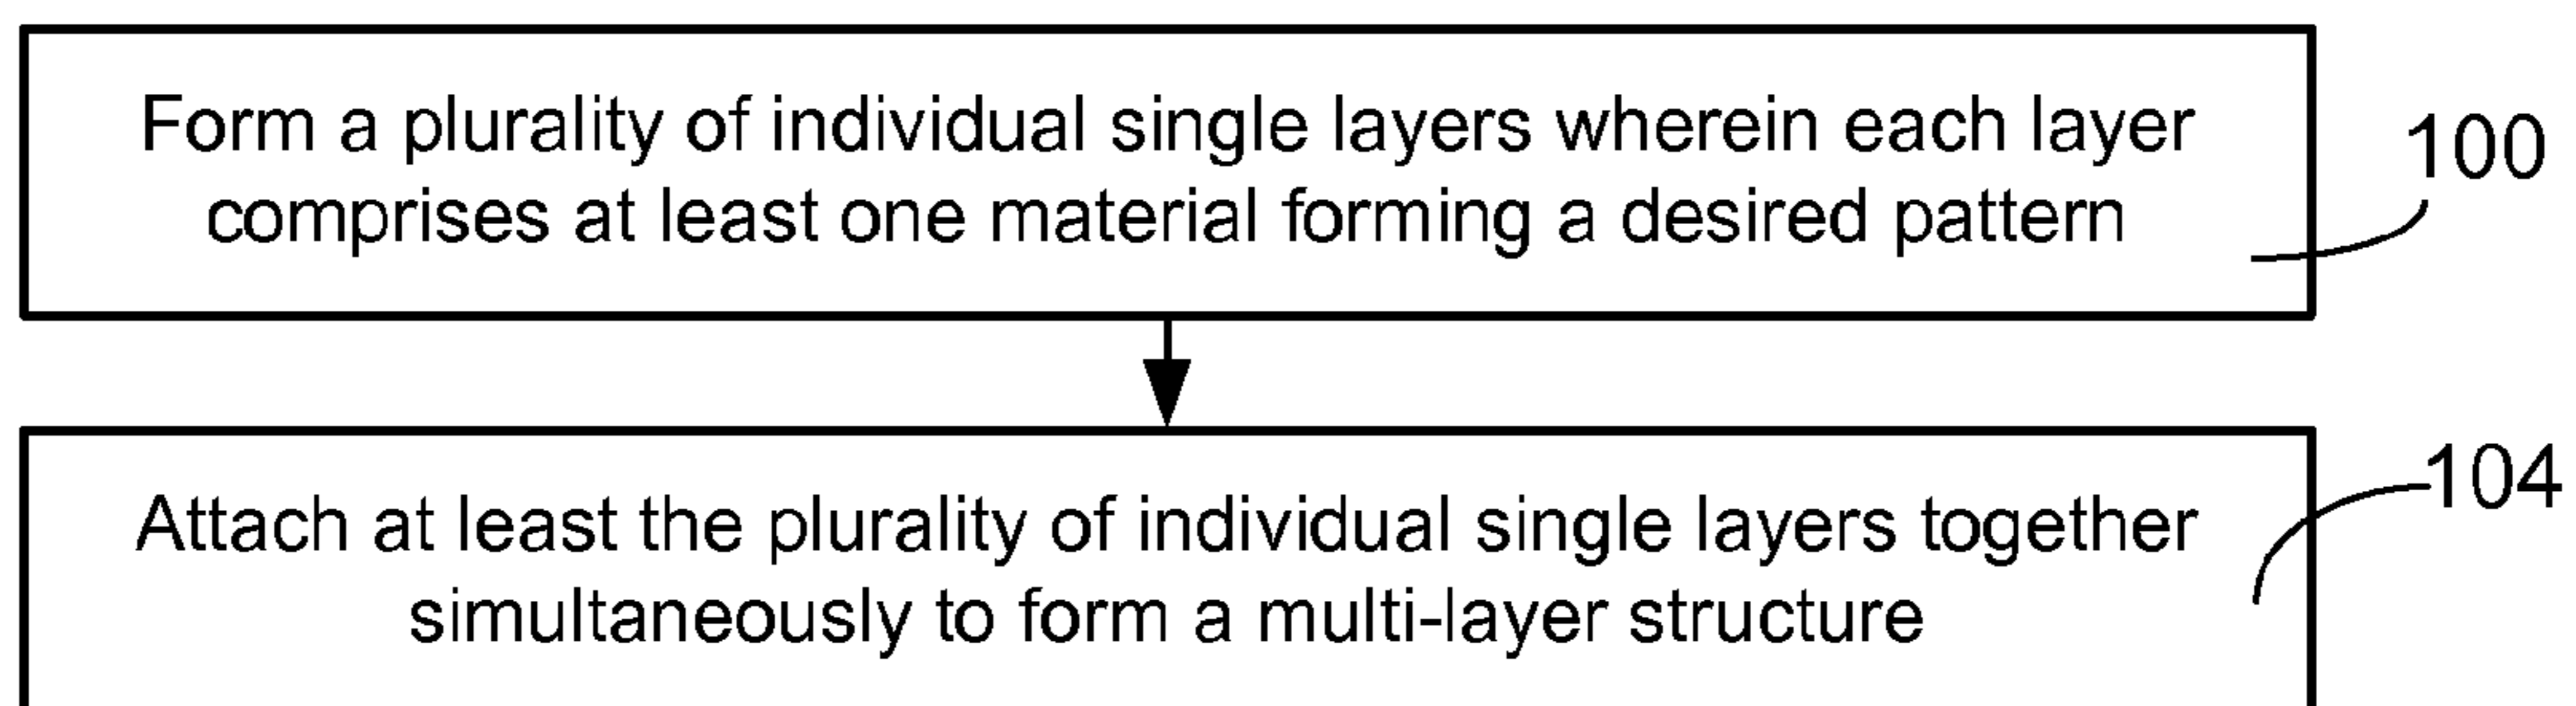 Form a plurality of individual single layers wherein each layer
comprises at least one material forming a desired pattern
100
Attach at least the plurality of individual single layers together
simultaneously to form a multi-layer structure
104